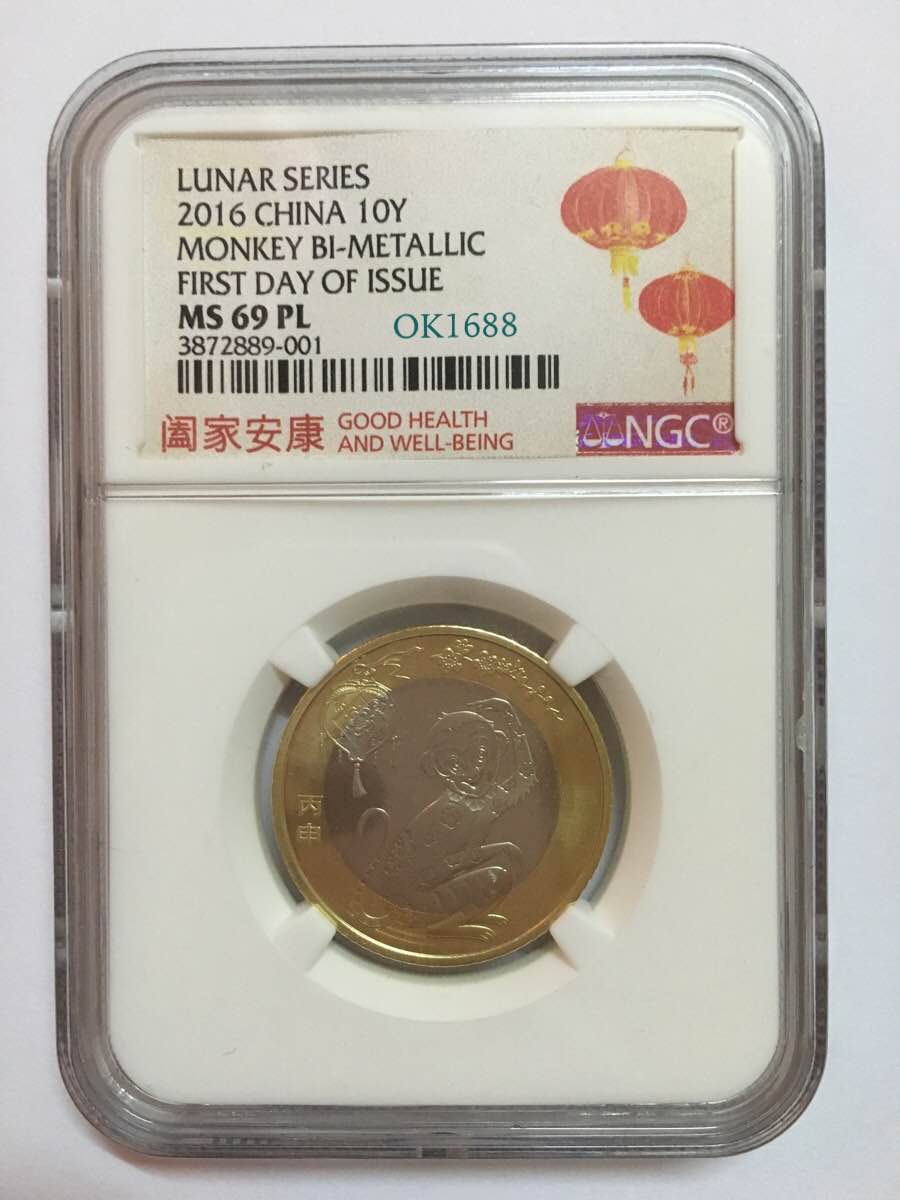 LUNAR SERIES
2016 CHINA 10Y
MONKEY BI-METALLIC
FIRST DAY OF ISSUE
MS 69 PL
OK1688
3872889-001
阖家安康
GOOD HEALTH
AND WELL-BEING
NGC®
丙
申